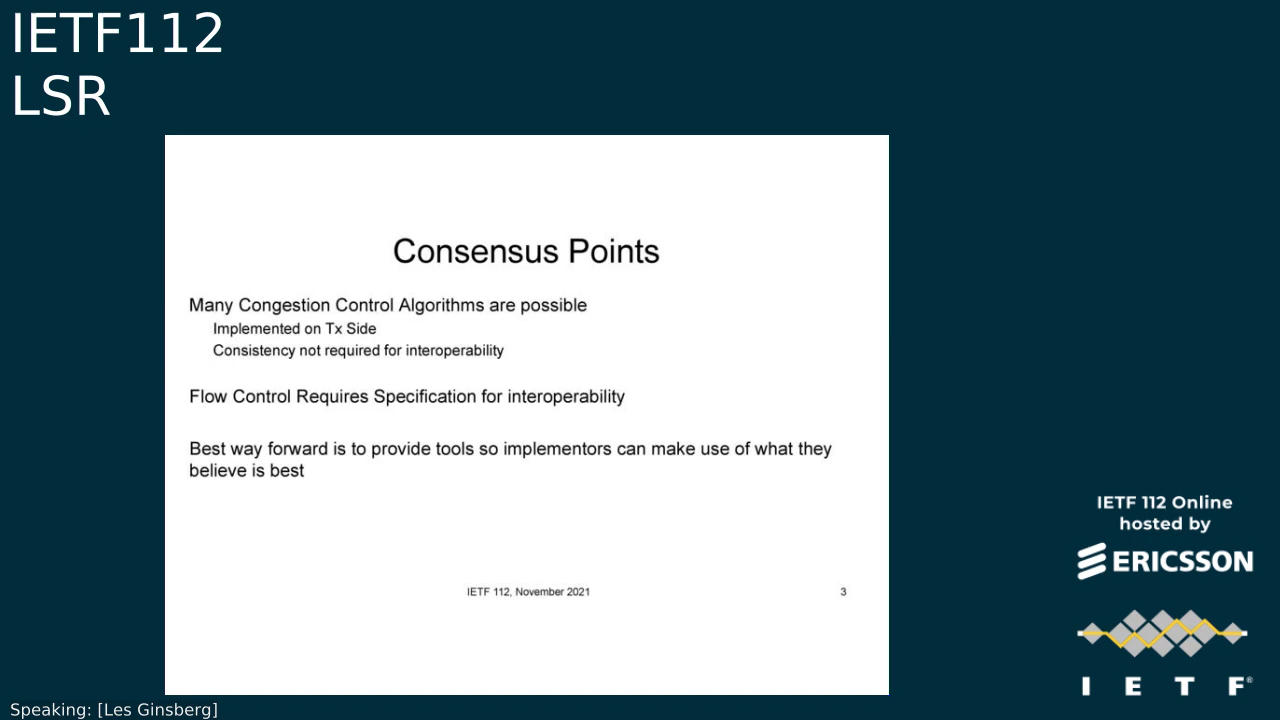 IETF112
LSR
Consensus Points
Many Congestion Control Algorithms are possible
Implemented on Tx Side
Consistency not required for interoperability
Flow Control Requires Specification for interoperability
Best way forward is to provide tools so implementors can make use of what they
believe is best
IETF 112, November 2021
3
IETF 112 Online
hosted by
ERICSSON
I E T F®
Speaking: [Les Ginsberg]